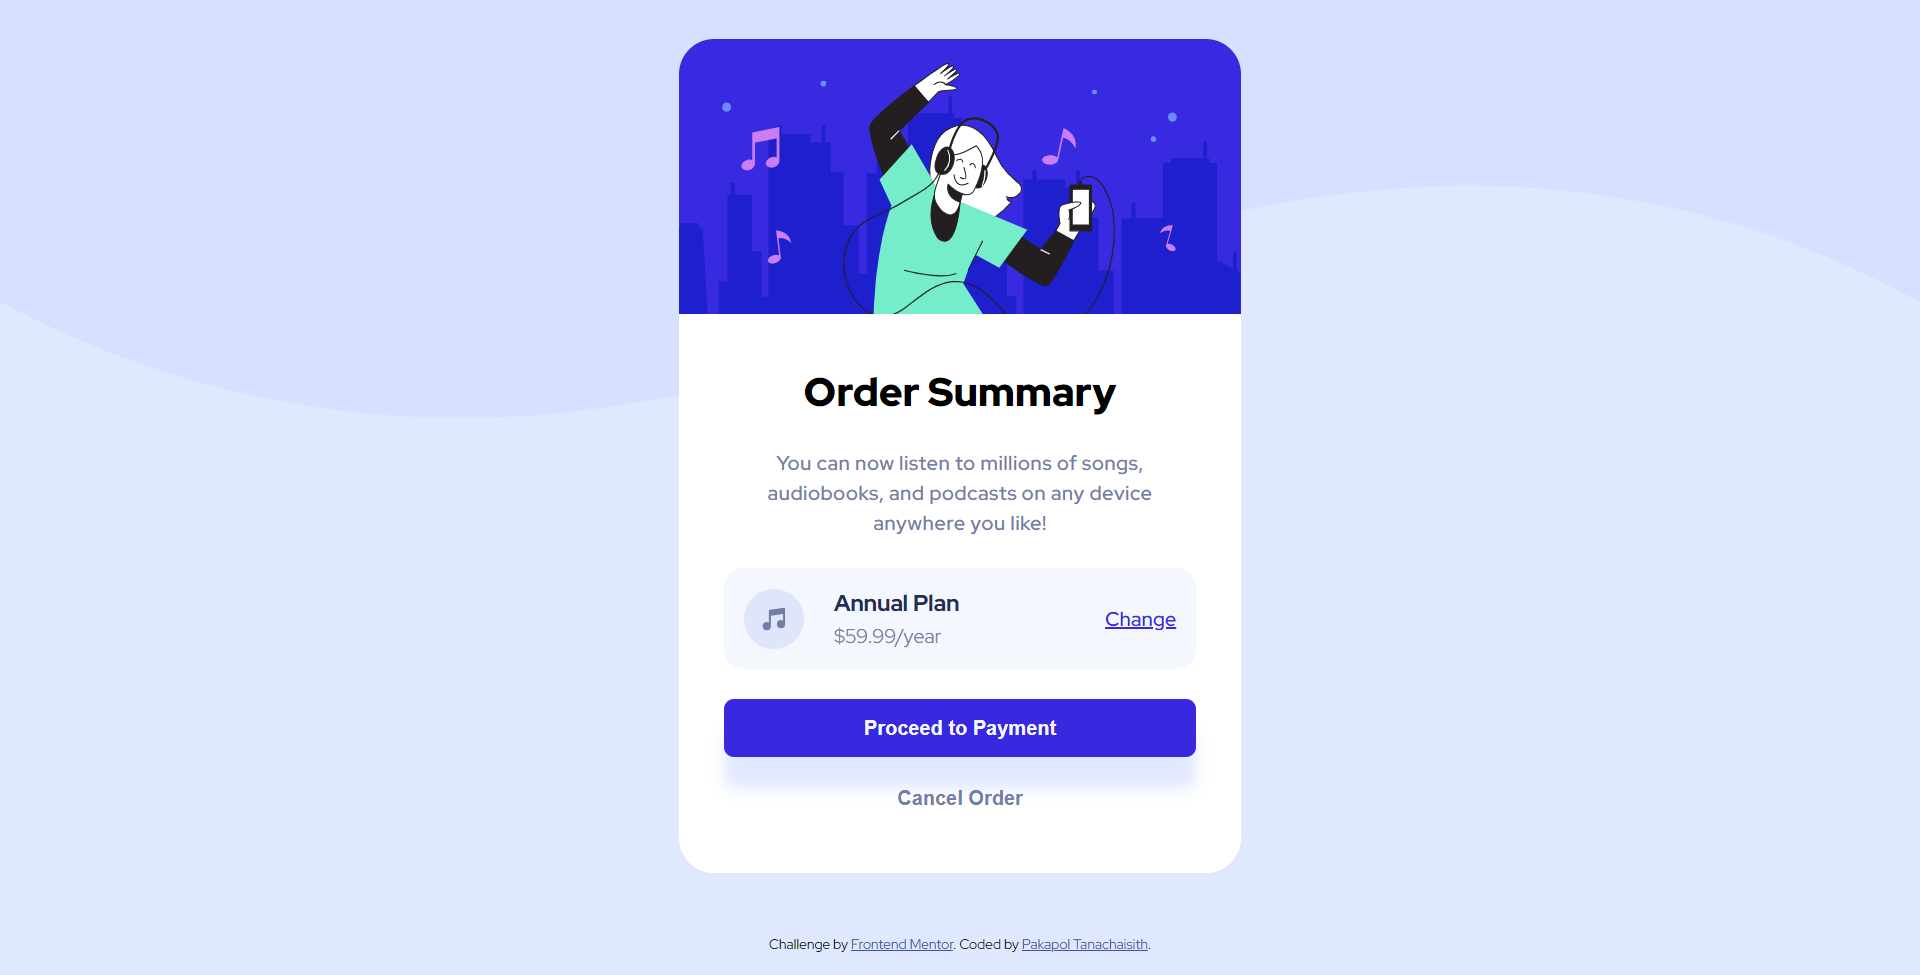 Order Summary
You can now listen to millions of songs,
audiobooks, and podcasts on any device
anywhere you like!
Annual Plan
$59.99/year
Change
Proceed to Payment
Cancel Order
Challenge by Frontend Mentor. Coded by Pakapol Tanachaisith.